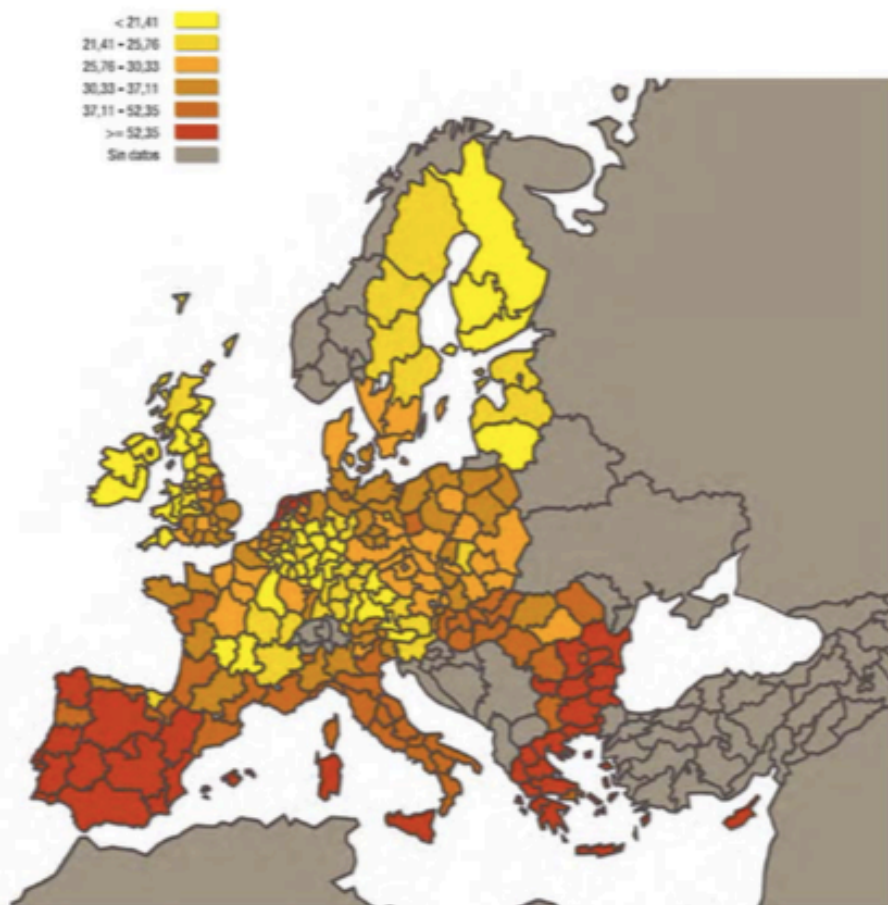 < 21,41
21,41 - 25,76
25,76 - 30,33
30,33 - 37,11
37,11 - 52,35
>= 52,35
Sin datos